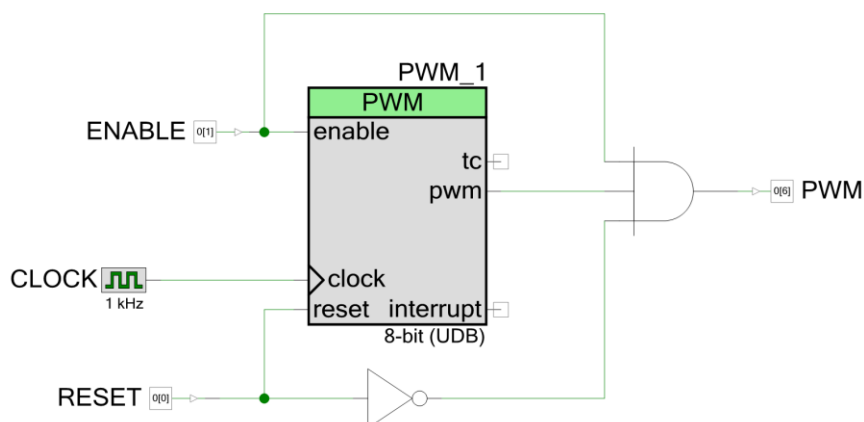 PWM_1
PWM
ENABLE 0[1]
enable
tc
pwm
0[6] PWM
CLOCK
clock
1 kHz
reset
interrupt
8-bit (UDB)
RESET 0[0]